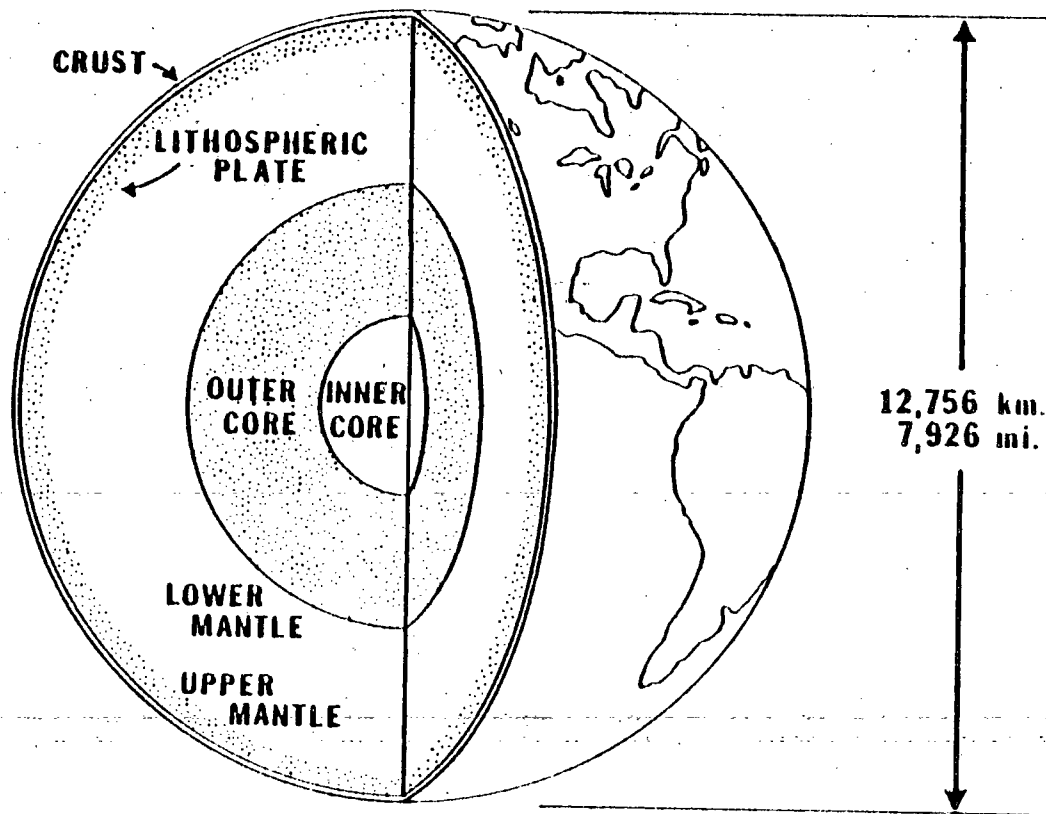 CRUST
LITHOSPHERIC
PLATE
OUTER
CORE
INNER
CORE
12,756 km.
7,926 mi.
LOWER
MANTLE
UPPER
MANTLE